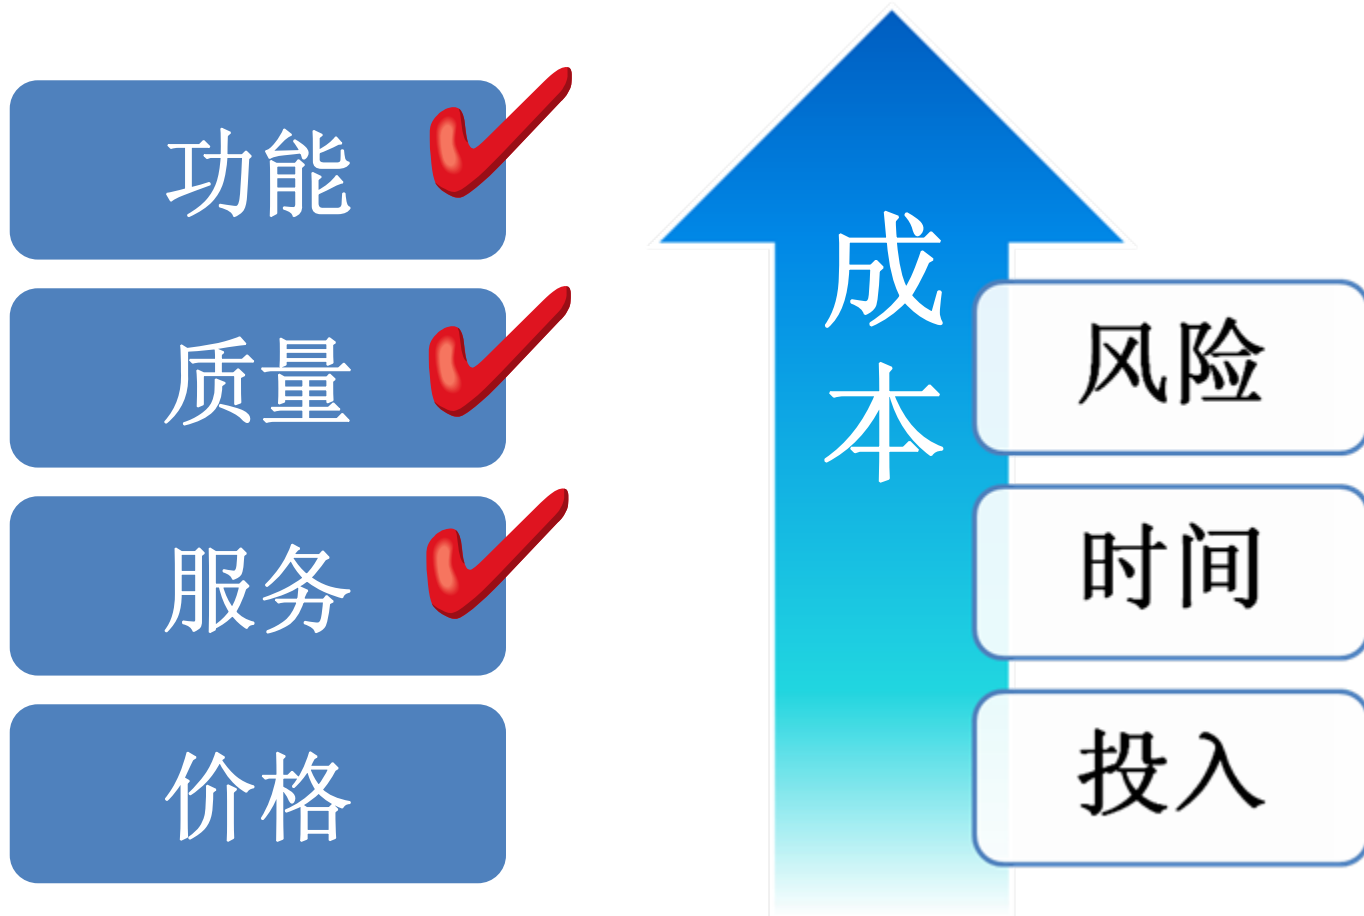 功能
质量
服务
价格
成
本
风险
时间
投入